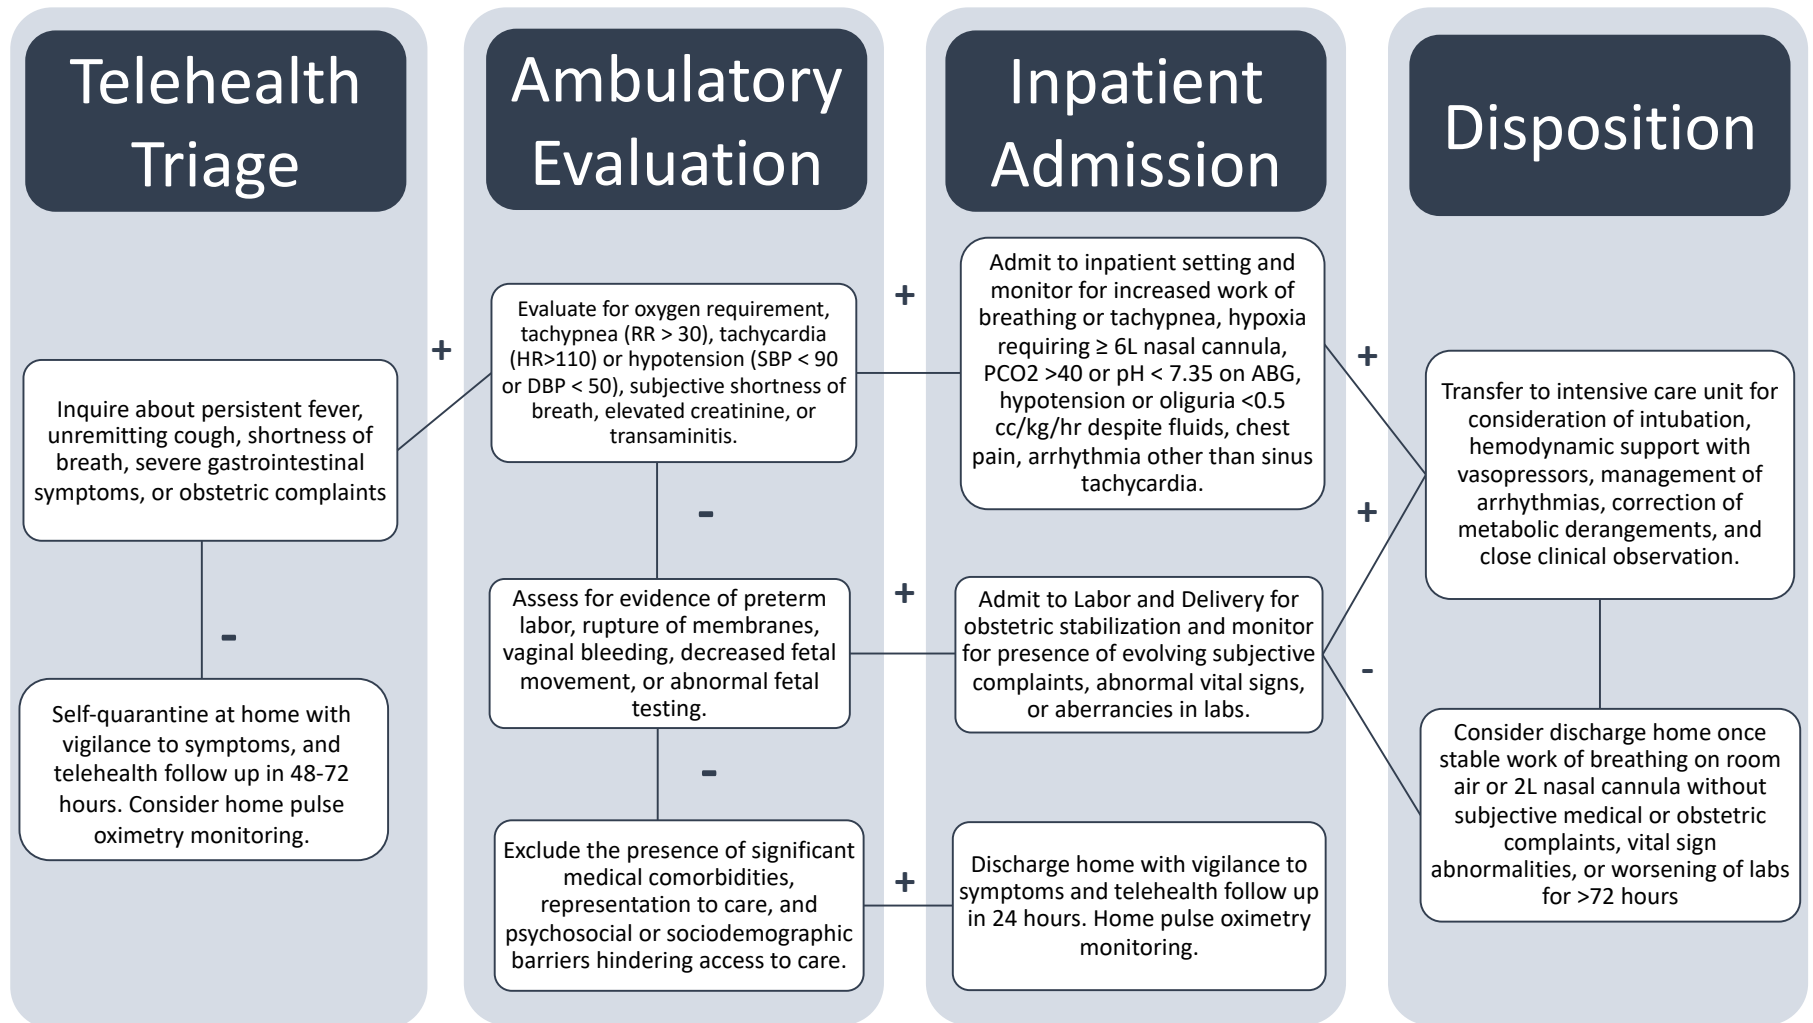 Telehealth
Triage
Inquire about persistent fever,
unremitting cough, shortness of
breath, severe gastrointestinal
symptoms, or obstetric complaints
+
-
Self-quarantine at home with
vigilance to symptoms, and
telehealth follow up in 48-72
hours. Consider home pulse
oximetry monitoring.
Ambulatory
Evaluation
Evaluate for oxygen requirement,
tachypnea (RR > 30), tachycardia
(HR>110) or hypotension (SBP < 90
or DBP < 50), subjective shortness of
breath, elevated creatinine, or
transaminitis.
+
-
Assess for evidence of preterm
labor, rupture of membranes,
vaginal bleeding, decreased fetal
movement, or abnormal fetal
testing.
+
-
Exclude the presence of significant
medical comorbidities,
representation to care, and
psychosocial or sociodemographic
barriers hindering access to care.
+
Inpatient
Admission
Admit to inpatient setting and
monitor for increased work of
breathing or tachypnea, hypoxia
requiring ≥ 6L nasal cannula,
PCO2 >40 or pH < 7.35 on ABG,
hypotension or oliguria <0.5
cc/kg/hr despite fluids, chest
pain, arrhythmia other than sinus
tachycardia.
+
Admit to Labor and Delivery for
obstetric stabilization and monitor
for presence of evolving subjective
complaints, abnormal vital signs,
or aberrancies in labs.
+
-
Discharge home with vigilance to
symptoms and telehealth follow up
in 24 hours. Home pulse oximetry
monitoring.
Disposition
Transfer to intensive care unit for
consideration of intubation,
hemodynamic support with
vasopressors, management of
arrhythmias, correction of
metabolic derangements, and
close clinical observation.
Consider discharge home once
stable work of breathing on room
air or 2L nasal cannula without
subjective medical or obstetric
complaints, vital sign
abnormalities, or worsening of labs
for >72 hours